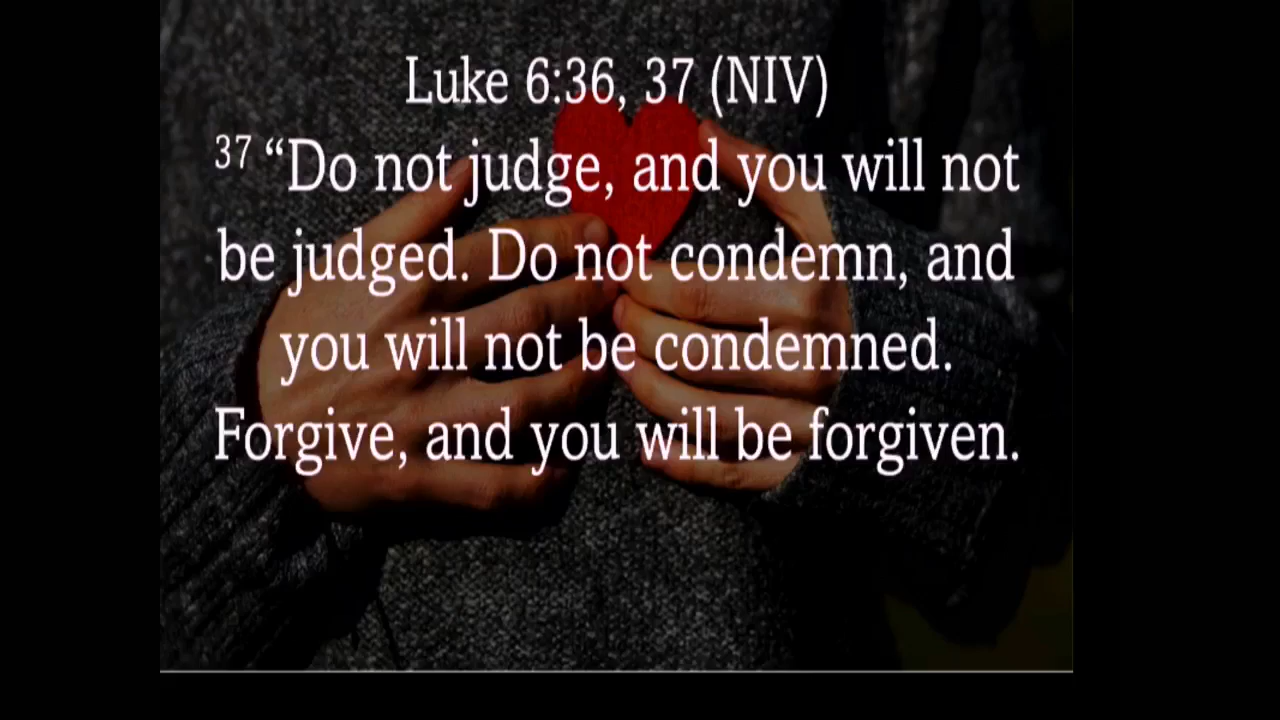 Luke 6:36, 37 (NIV)
37 “Do not judge, and you will not
be judged. Do not condemn, and
you will not be condemned.
Forgive, and you will be forgiven.